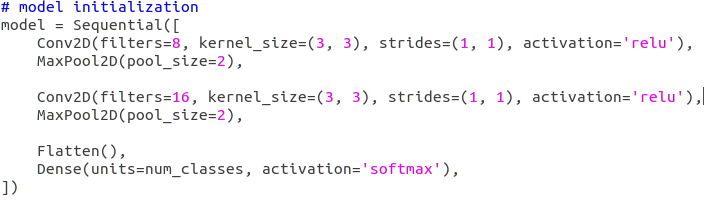 # model initialization
model = Sequential([
    Conv2D(filters=8, kernel_size=(3, 3), strides=(1, 1), activation='relu'),
    MaxPool2D(pool_size=2),

    Conv2D(filters=16, kernel_size=(3, 3), strides=(1, 1), activation='relu'),
    MaxPool2D(pool_size=2),

    Flatten(),
    Dense(units=num_classes, activation='softmax'),
])